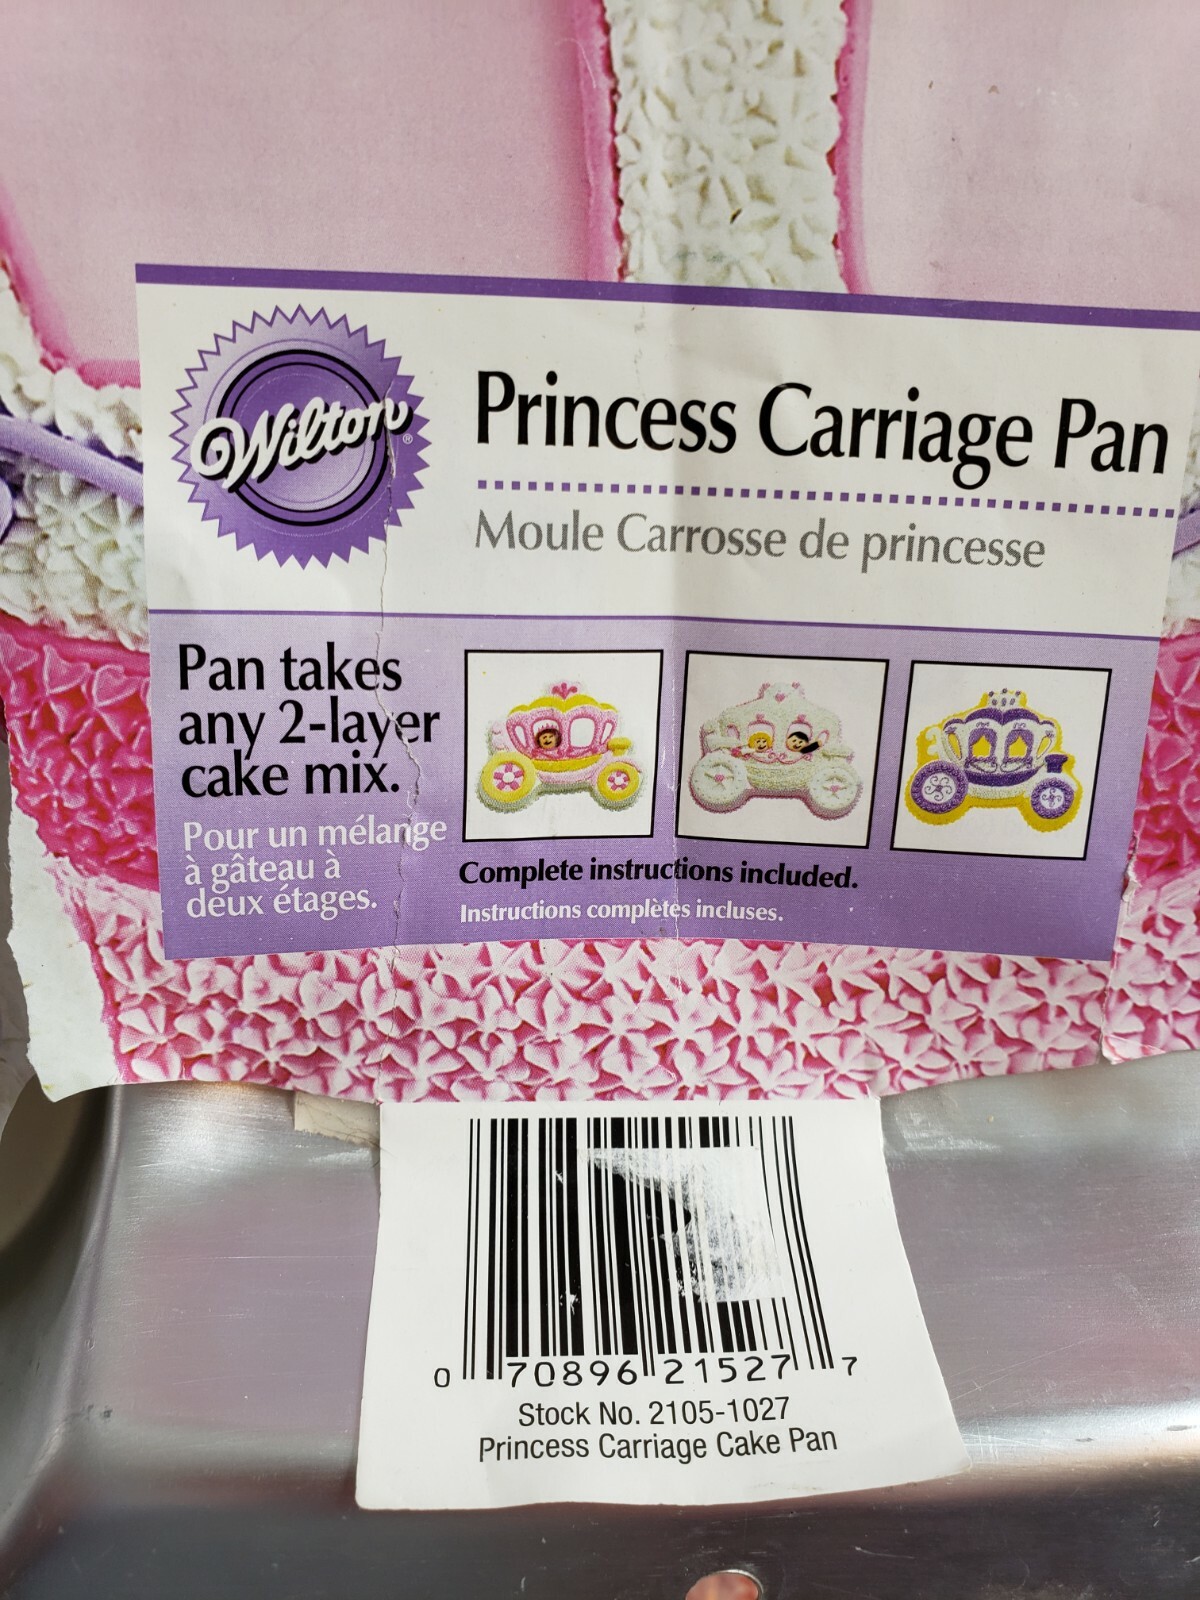 Wilton®
Princess Carriage Pan
Moule Carrosse de princesse
Pan takes
any 2-layer
cake mix.
Pour un mélange
à gâteau à
deux étages.
Complete instructions included.
Instructions complètes incluses.
0 70896 21527 7
Stock No. 2105-1027
Princess Carriage Cake Pan